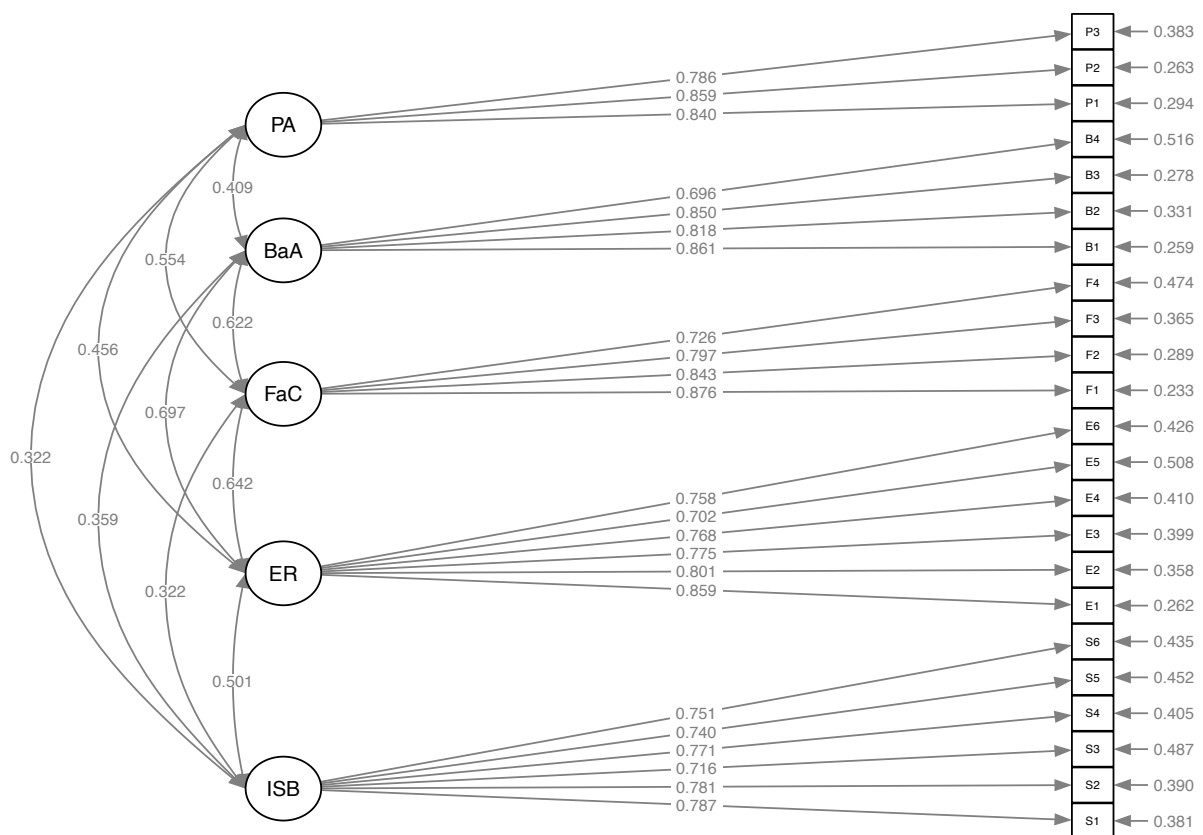 P3 0.383
P2 0.263
0.786
0.859
P1 0.294
0.840
PA
B4 0.516
B3 0.278
0.409
0.696
0.850
B2 0.331
0.818
B1 0.259
0.861
BaA
0.554
F4 0.474
F3 0.365
0.622
0.726
0.456
0.797
F2 0.289
0.843
F1 0.233
0.876
FaC
0.697
E6 0.426
0.322
E5 0.508
0.642
0.758
E4 0.410
0.702
0.359
0.768
E3 0.399
0.775
E2 0.358
0.801
ER
0.322
0.859
E1 0.262
S6 0.435
S5 0.452
0.501
0.751
S4 0.405
0.740
0.771
S3 0.487
0.716
S2 0.390
0.781
ISB
0.787
S1 0.381